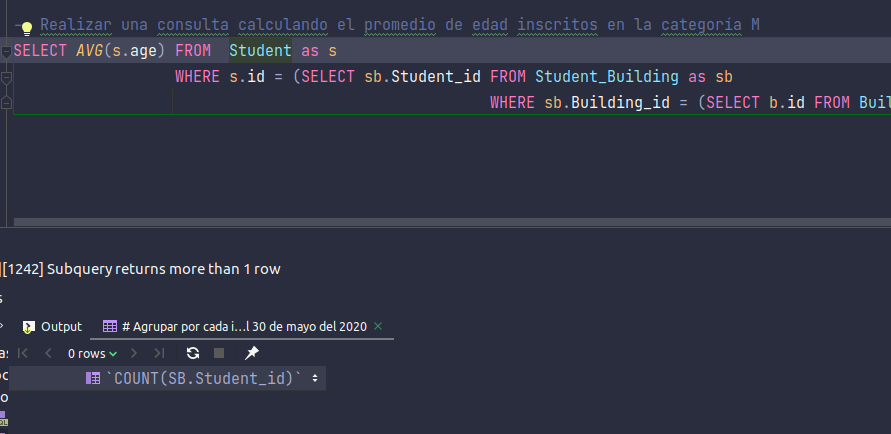 Realizar una consulta calculando el promedio de edad inscritos en la categoría M
SELECT AVG(s.age) FROM Student as s
WHERE s.id = (SELECT sb.Student_id FROM Student_Building as sb
WHERE sb.Building_id = (SELECT b.id FROM Buil
[1242] Subquery returns more than 1 row
s
Output # Agrupar por cada i...l 30 de mayo del 2020 ×
0 rows
`COUNT(SB.Student_id)`